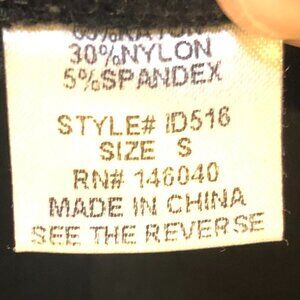 30%NYLON
5%SPANDEX
STYLE# ID516
SIZE S
RN# 146040
MADE IN CHINA
SEE THE REVERSE